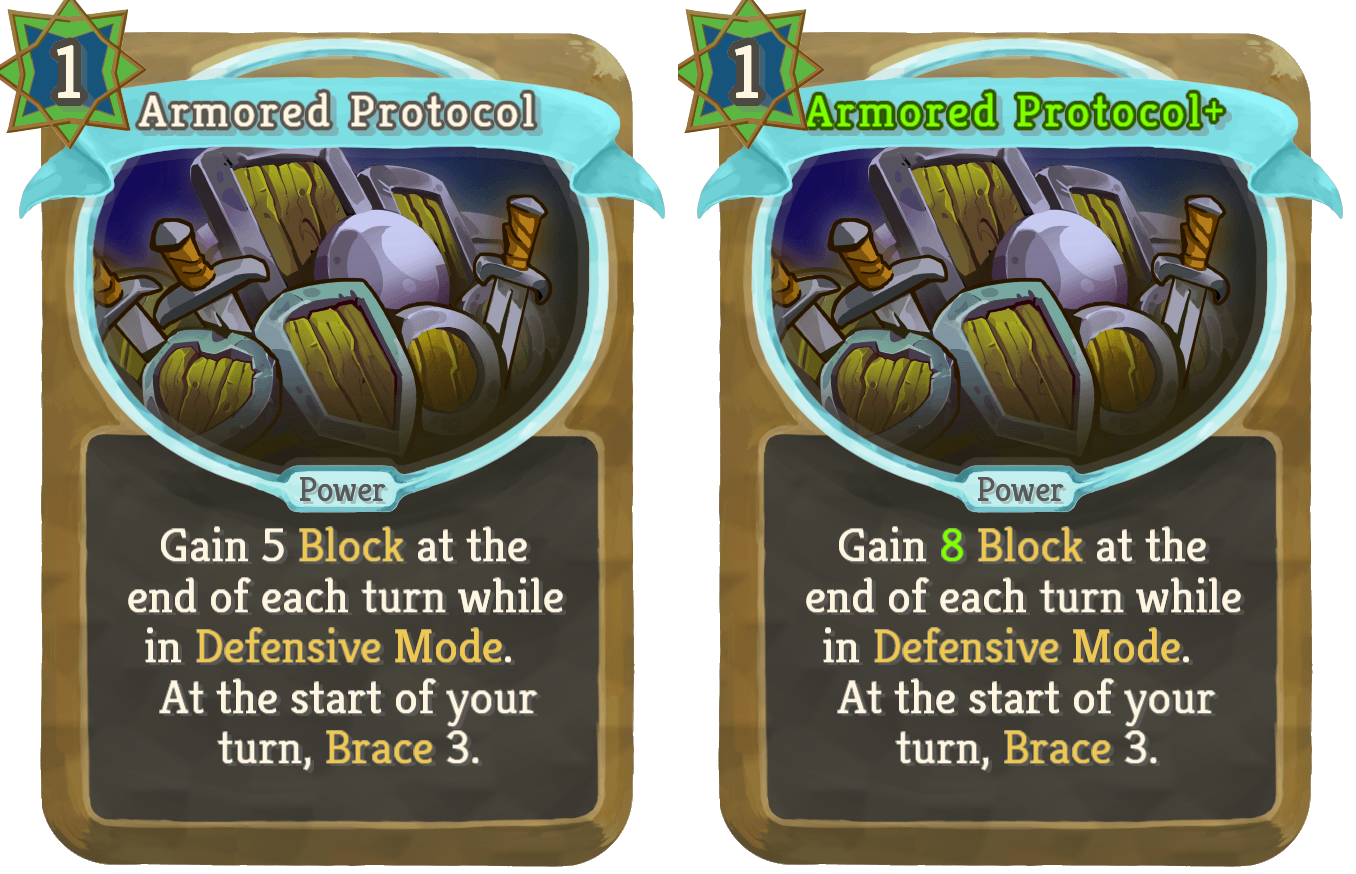 1
Armored Protocol
Power
Gain 5 Block at the
end of each turn while
in Defensive Mode.
At the start of your
turn, Brace 3.
1
Armored Protocol+
Power
Gain 8 Block at the
end of each turn while
in Defensive Mode.
At the start of your
turn, Brace 3.